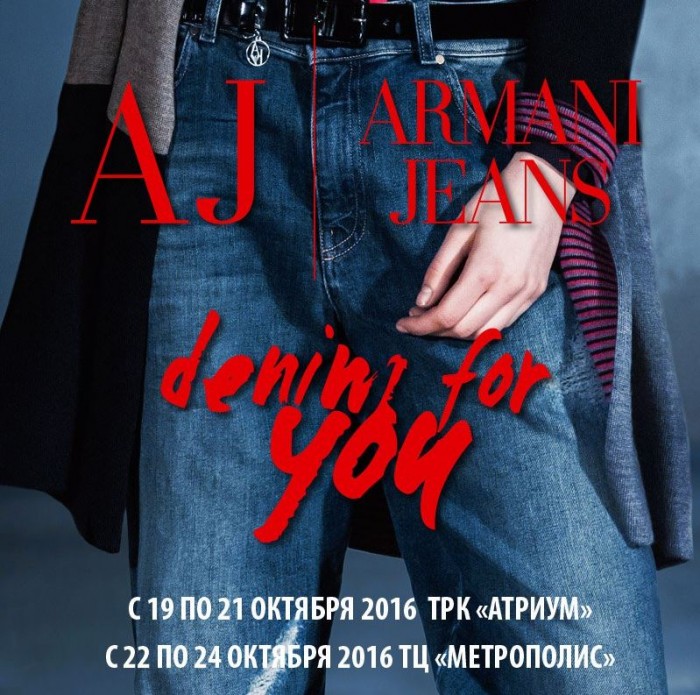 AJ
ARMANI
JEANS
denim for
you
С 19 ПО 21 ОКТЯБРЯ 2016 ТРК «АТРИУМ»
С 22 ПО 24 ОКТЯБРЯ 2016 ТЦ «МЕТРОПОЛИС»